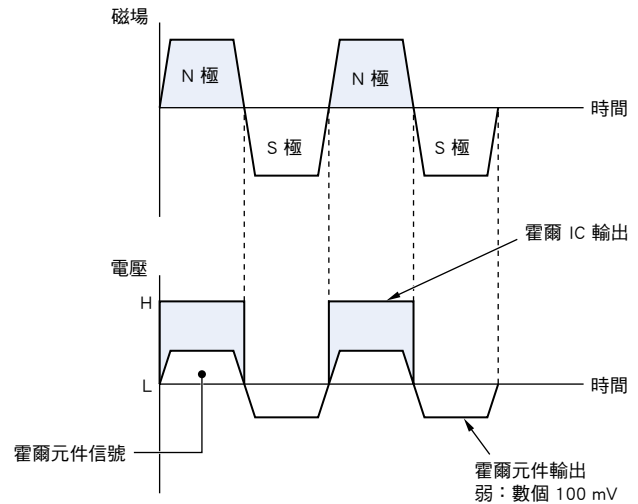 磁場
N 極
N 極
時間
S 極
S 極
霍爾 IC 輸出
電壓
H
L
時間
霍爾元件信號
霍爾元件輸出
弱：數個 100 mV